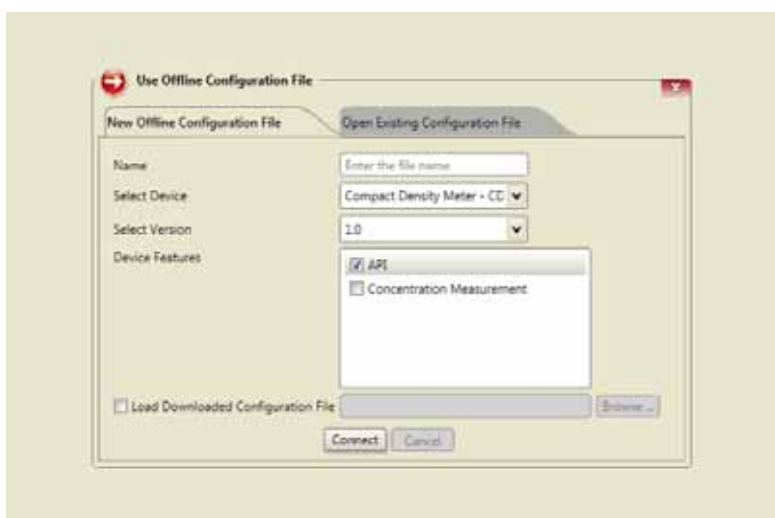 Use Offline Configuration File
New Offline Configuration File
Open Existing Configuration File
Name
Enter the file name
Select Device
Compact Density Meter - CD
Select Version
1.0
Device Features
API
Concentration Measurement
Load Downloaded Configuration File
Browse...
Connect
Cancel